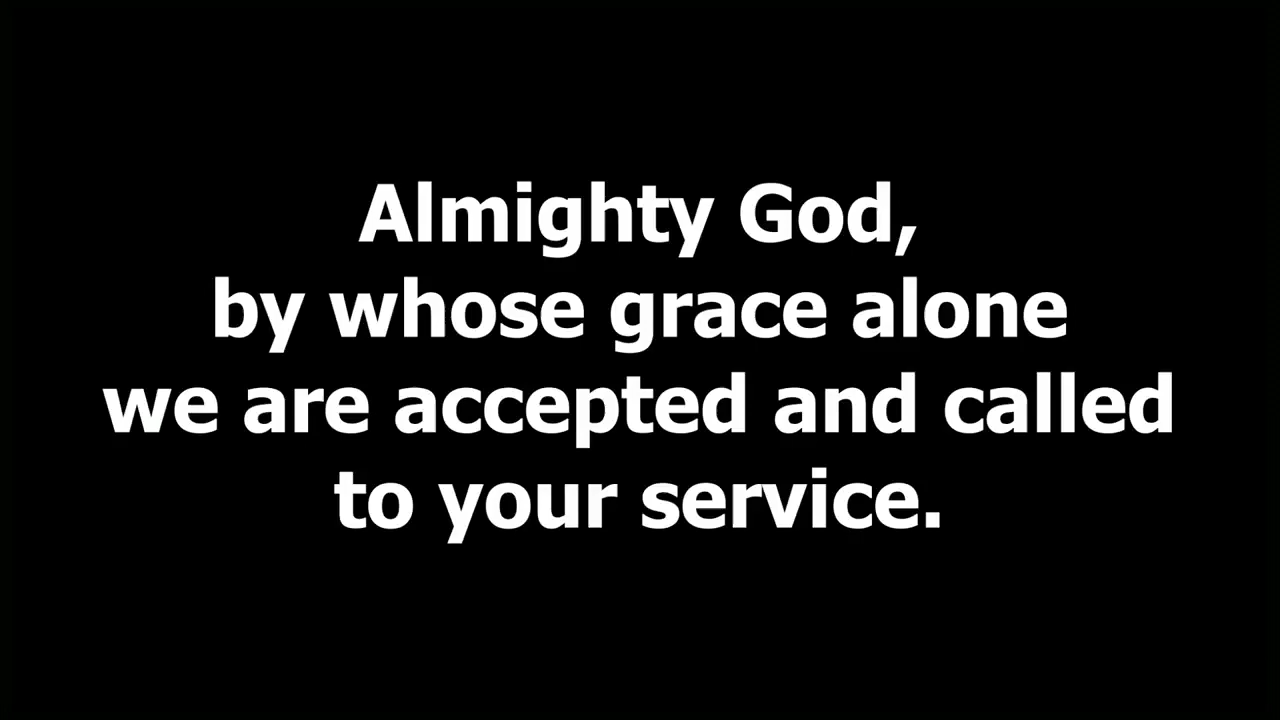 Almighty God,
by whose grace alone
we are accepted and called
to your service.